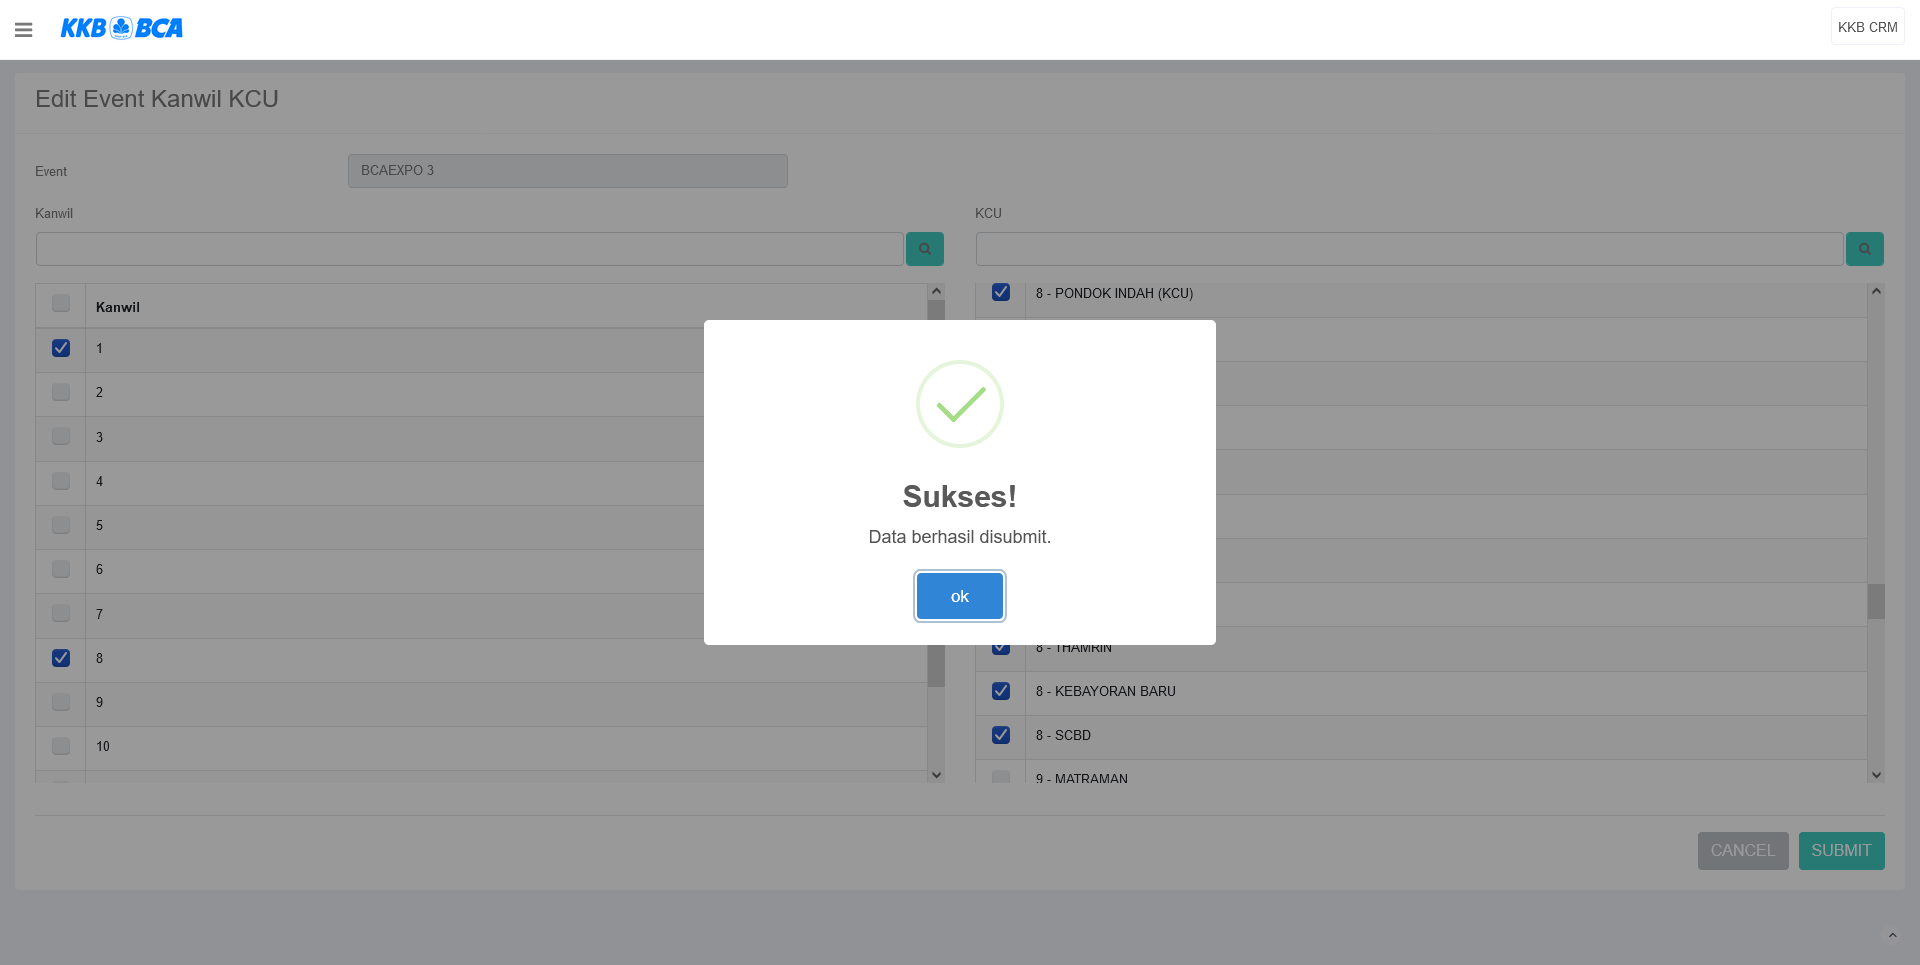 KKB BCA
KKB CRM
Edit Event Kanwil KCU
Event
BCAEXPO 3
Kanwil
KCU
Kanwil
1
2
3
4
5
6
7
8
9
10
8 - PONDOK INDAH (KCU)
8 - THAMRIN
8 - KEBAYORAN BARU
8 - SCBD
9 - MATRAMAN
Sukses!
Data berhasil disubmit.
ok
CANCEL
SUBMIT